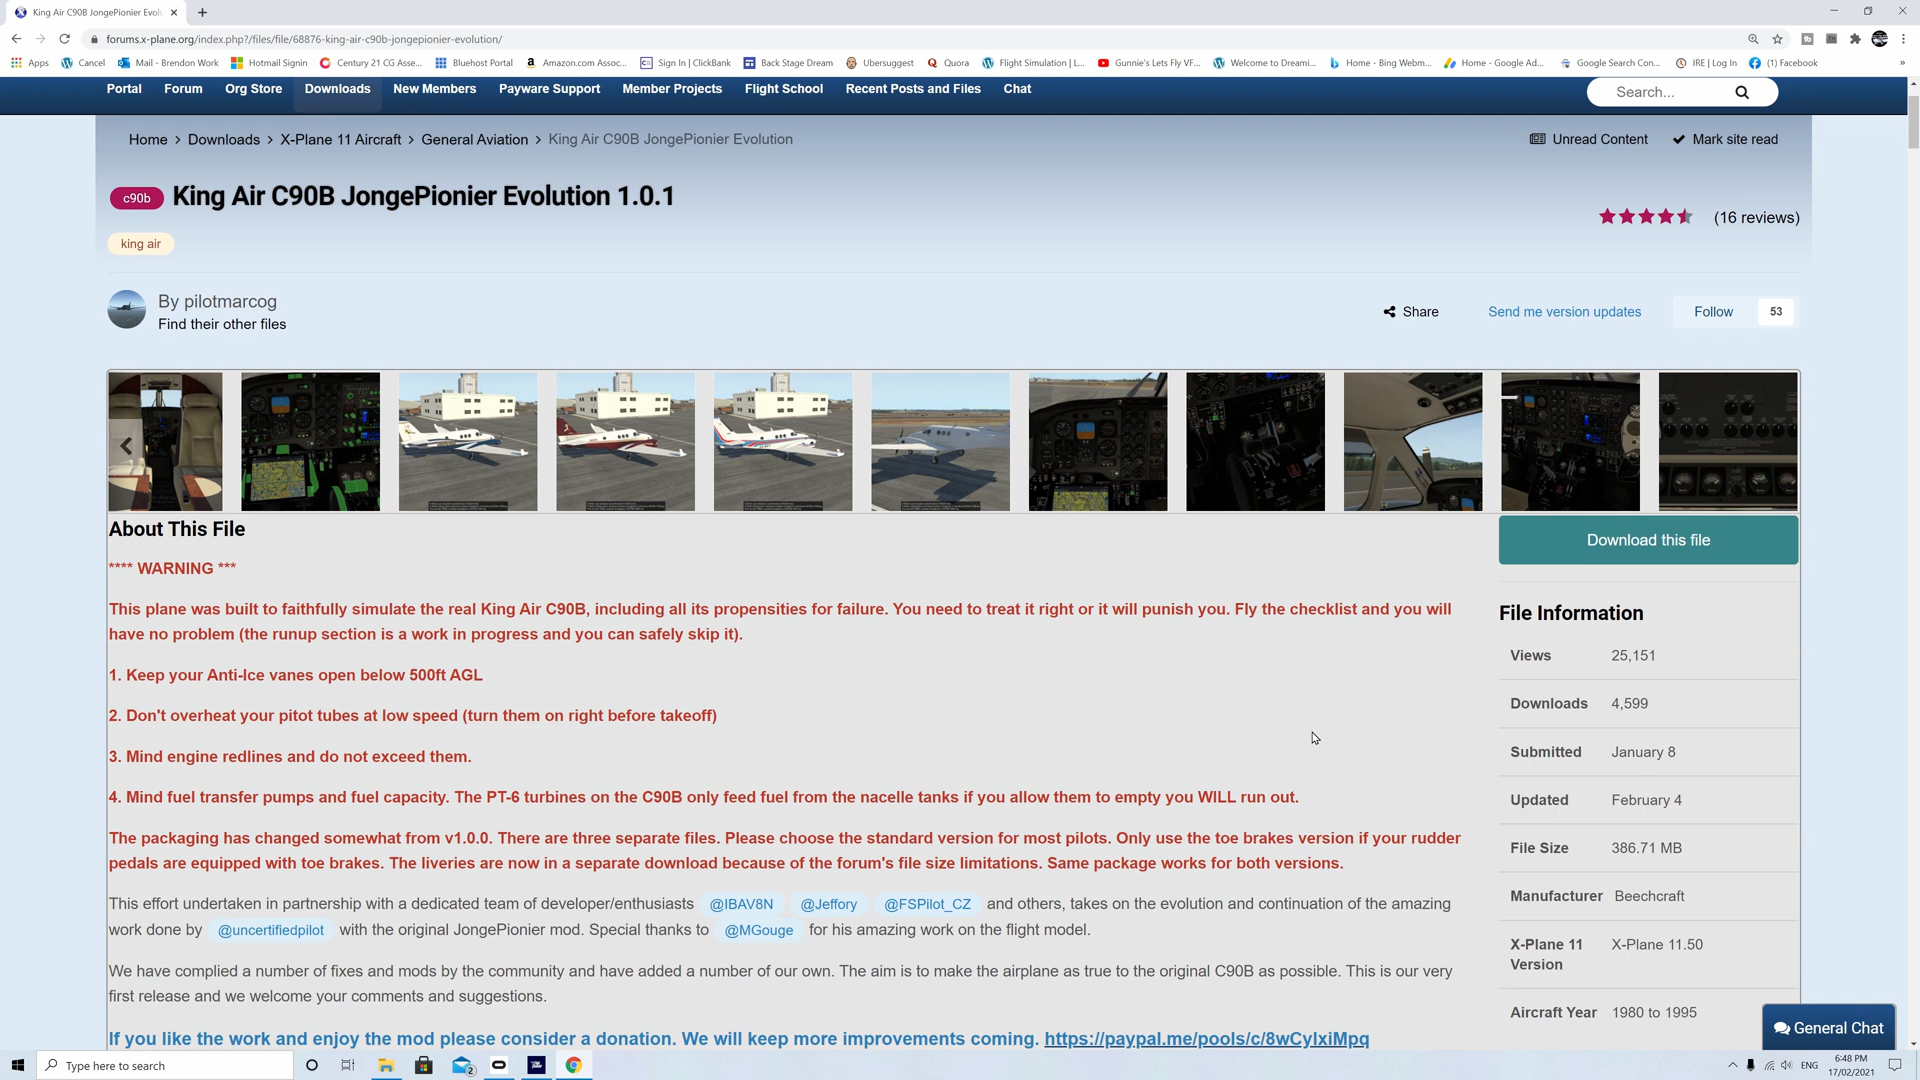 King Air C90B JongePionier Evolu
forums.x-plane.org/index.php?/files/file/68876-king-air-c90b-jongepionier-evolution/
Apps Cancel Mail - Brendon Work Hotmail Signin Century 21 CG Asse... Bluehost Portal Amazon.com Assoc... Sign In | ClickBank Back Stage Dream Ubersuggest Quora Flight Simulation | L... Gunnie's Lets Fly VF... Welcome to Dreami... Home - Bing Webm... Home - Google Ad... Google Search Con... IRE | Log In (1) Facebook
Portal Forum Org Store Downloads New Members Payware Support Member Projects Flight School Recent Posts and Files Chat Search...
Home > Downloads > X-Plane 11 Aircraft > General Aviation > King Air C90B JongePionier Evolution Unread Content Mark site read
c90b King Air C90B JongePionier Evolution 1.0.1
(16 reviews)
king air
By pilotmarcog
Find their other files
Share Send me version updates Follow 53
About This File
Download this file
**** WARNING ***
This plane was built to faithfully simulate the real King Air C90B, including all its propensities for failure. You need to treat it right or it will punish you. Fly the checklist and you will
have no problem (the runup section is a work in progress and you can safely skip it).
1. Keep your Anti-Ice vanes open below 500ft AGL
2. Don't overheat your pitot tubes at low speed (turn them on right before takeoff)
3. Mind engine redlines and do not exceed them.
4. Mind fuel transfer pumps and fuel capacity. The PT-6 turbines on the C90B only feed fuel from the nacelle tanks if you allow them to empty you WILL run out.
The packaging has changed somewhat from v1.0.0. There are three separate files. Please choose the standard version for most pilots. Only use the toe brakes version if your rudder
pedals are equipped with toe brakes. The liveries are now in a separate download because of the forum's file size limitations. Same package works for both versions.
This effort undertaken in partnership with a dedicated team of developer/enthusiasts @IBAV8N @Jeffory @FSPilot_CZ and others, takes on the evolution and continuation of the amazing
work done by @uncertifiedpilot with the original JongePionier mod. Special thanks to @MGouge for his amazing work on the flight model.
We have complied a number of fixes and mods by the community and have added a number of our own. The aim is to make the airplane as true to the original C90B as possible. This is our very
first release and we welcome your comments and suggestions.
If you like the work and enjoy the mod please consider a donation. We will keep more improvements coming. https://paypal.me/pools/c/8wCyIxiMpq
File Information
Views 25,151
Downloads 4,599
Submitted January 8
Updated February 4
File Size 386.71 MB
Manufacturer Beechcraft
X-Plane 11 X-Plane 11.50
Version
Aircraft Year 1980 to 1995
General Chat
Type here to search
2
ENG
6:48 PM
17/02/2021